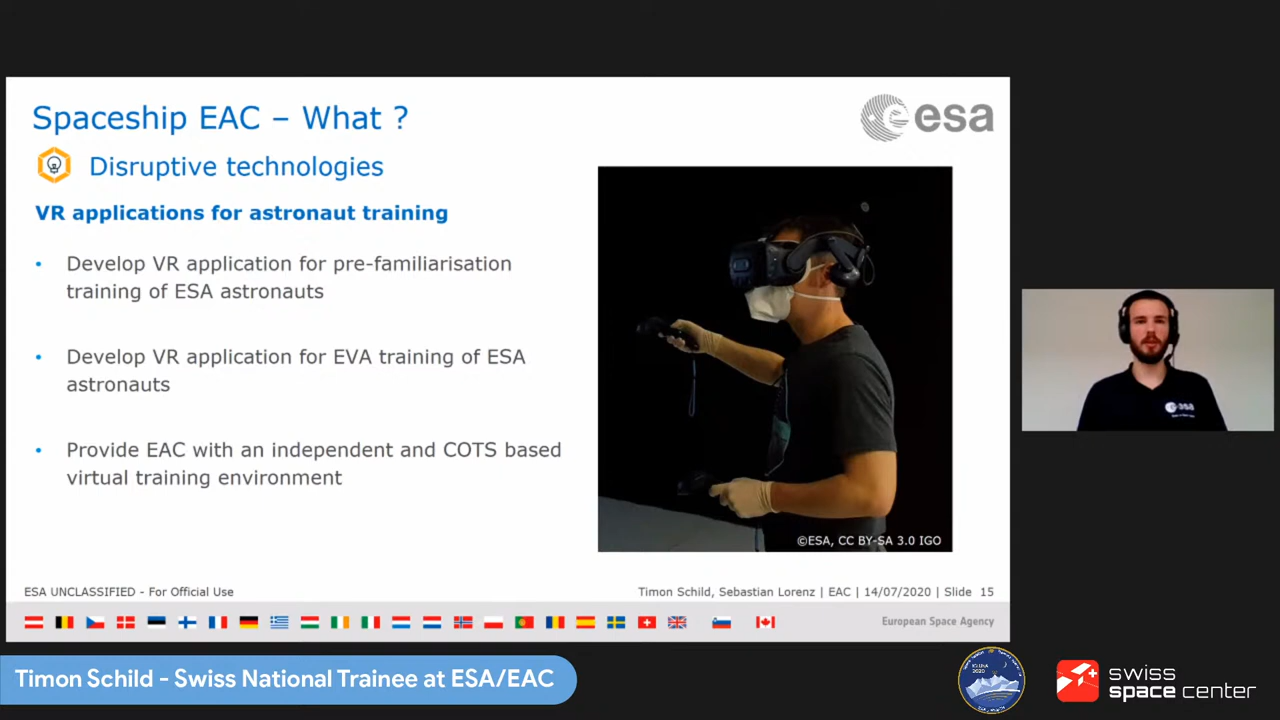 Spaceship EAC – What ?
esa
Disruptive technologies
VR applications for astronaut training
• Develop VR application for pre-familiarisation
training of ESA astronauts
• Develop VR application for EVA training of ESA
astronauts
• Provide EAC with an independent and COTS based
virtual training environment
©ESA, CC BY-SA 3.0 IGO
esa
ESA UNCLASSIFIED - For Official Use
Timon Schild, Sebastian Lorenz | EAC | 14/07/2020 | Slide 15
European Space Agency
Timon Schild - Swiss National Trainee at ESA/EAC
2020
swiss
space center